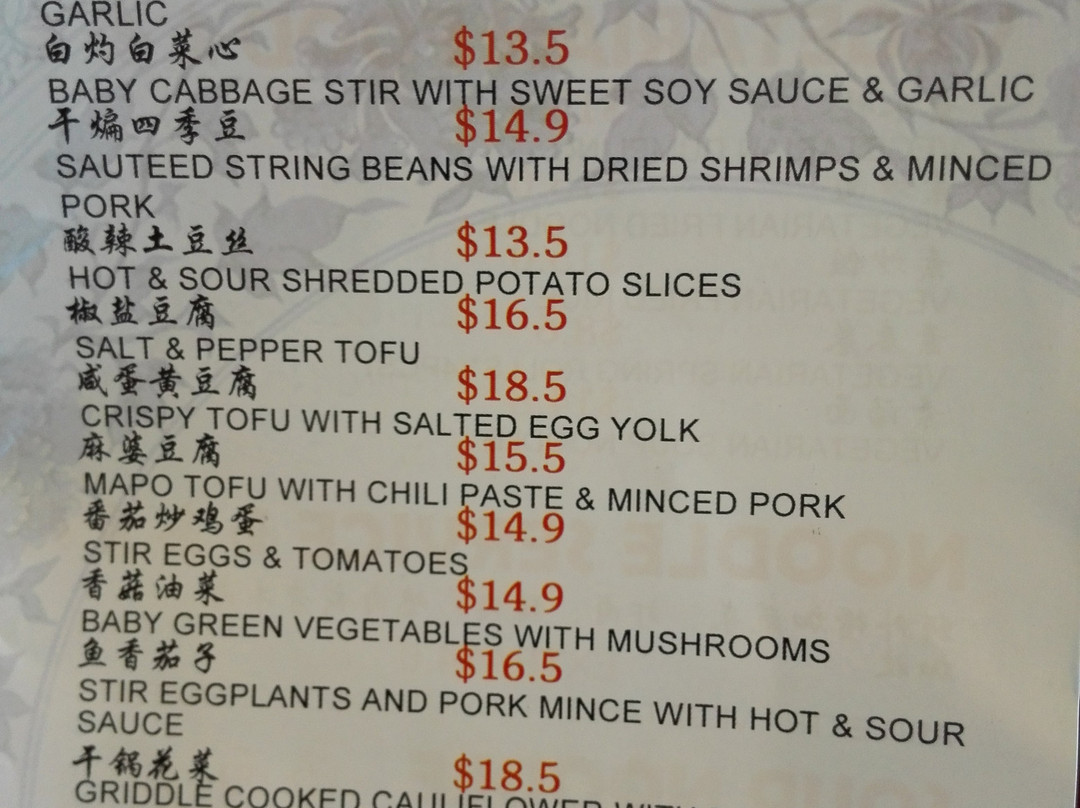 GARLIC
白灼白菜心 $13.5
BABY CABBAGE STIR WITH SWEET SOY SAUCE & GARLIC
干煸四季豆 $14.9
SAUTEED STRING BEANS WITH DRIED SHRIMPS & MINCED
PORK
酸辣土豆丝 $13.5
HOT & SOUR SHREDDED POTATO SLICES
椒盐豆腐 $16.5
SALT & PEPPER TOFU
咸蛋黄豆腐 $18.5
CRISPY TOFU WITH SALTED EGG YOLK
麻婆豆腐 $15.5
MAPO TOFU WITH CHILI PASTE & MINCED PORK
番茄炒鸡蛋 $14.9
STIR EGGS & TOMATOES
香菇油菜 $14.9
BABY GREEN VEGETABLES WITH MUSHROOMS
鱼香茄子 $16.5
STIR EGGPLANTS AND PORK MINCE WITH HOT & SOUR
SAUCE
干锅花菜 $18.5
GRIDDLE COOKED CAULIFLOWER WITH